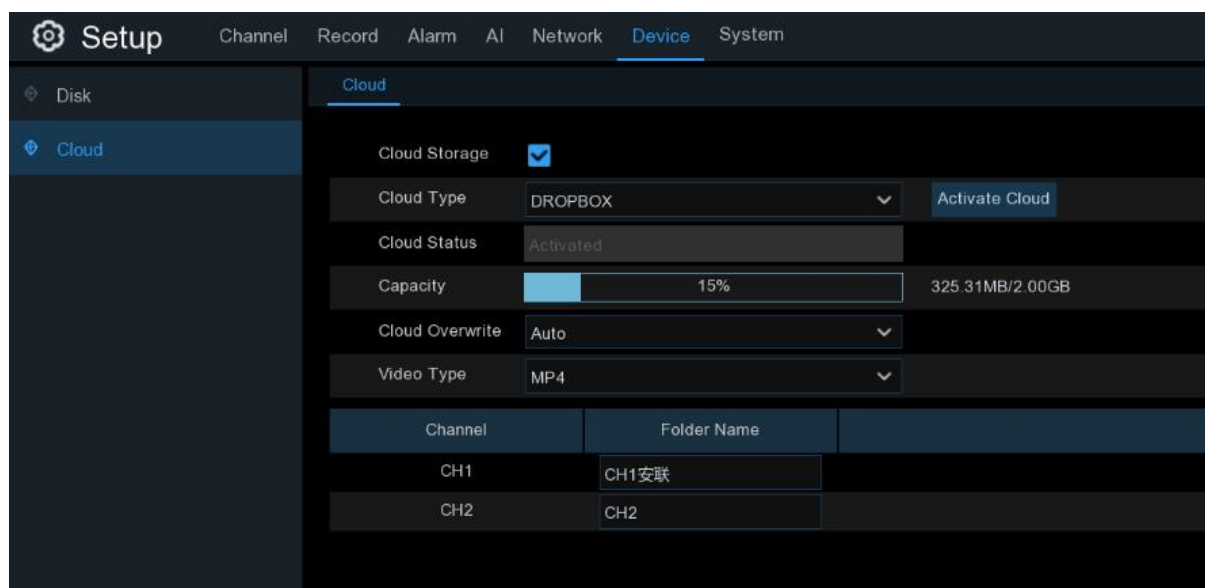 Setup Channel Record Alarm AI Network Device System
Disk
Cloud
Cloud
Cloud Storage
Cloud Type DROPBOX Activate Cloud
Cloud Status Activated
Capacity 15% 325.31MB/2.00GB
Cloud Overwrite Auto
Video Type MP4
Channel Folder Name
CH1 CH1安联
CH2 CH2